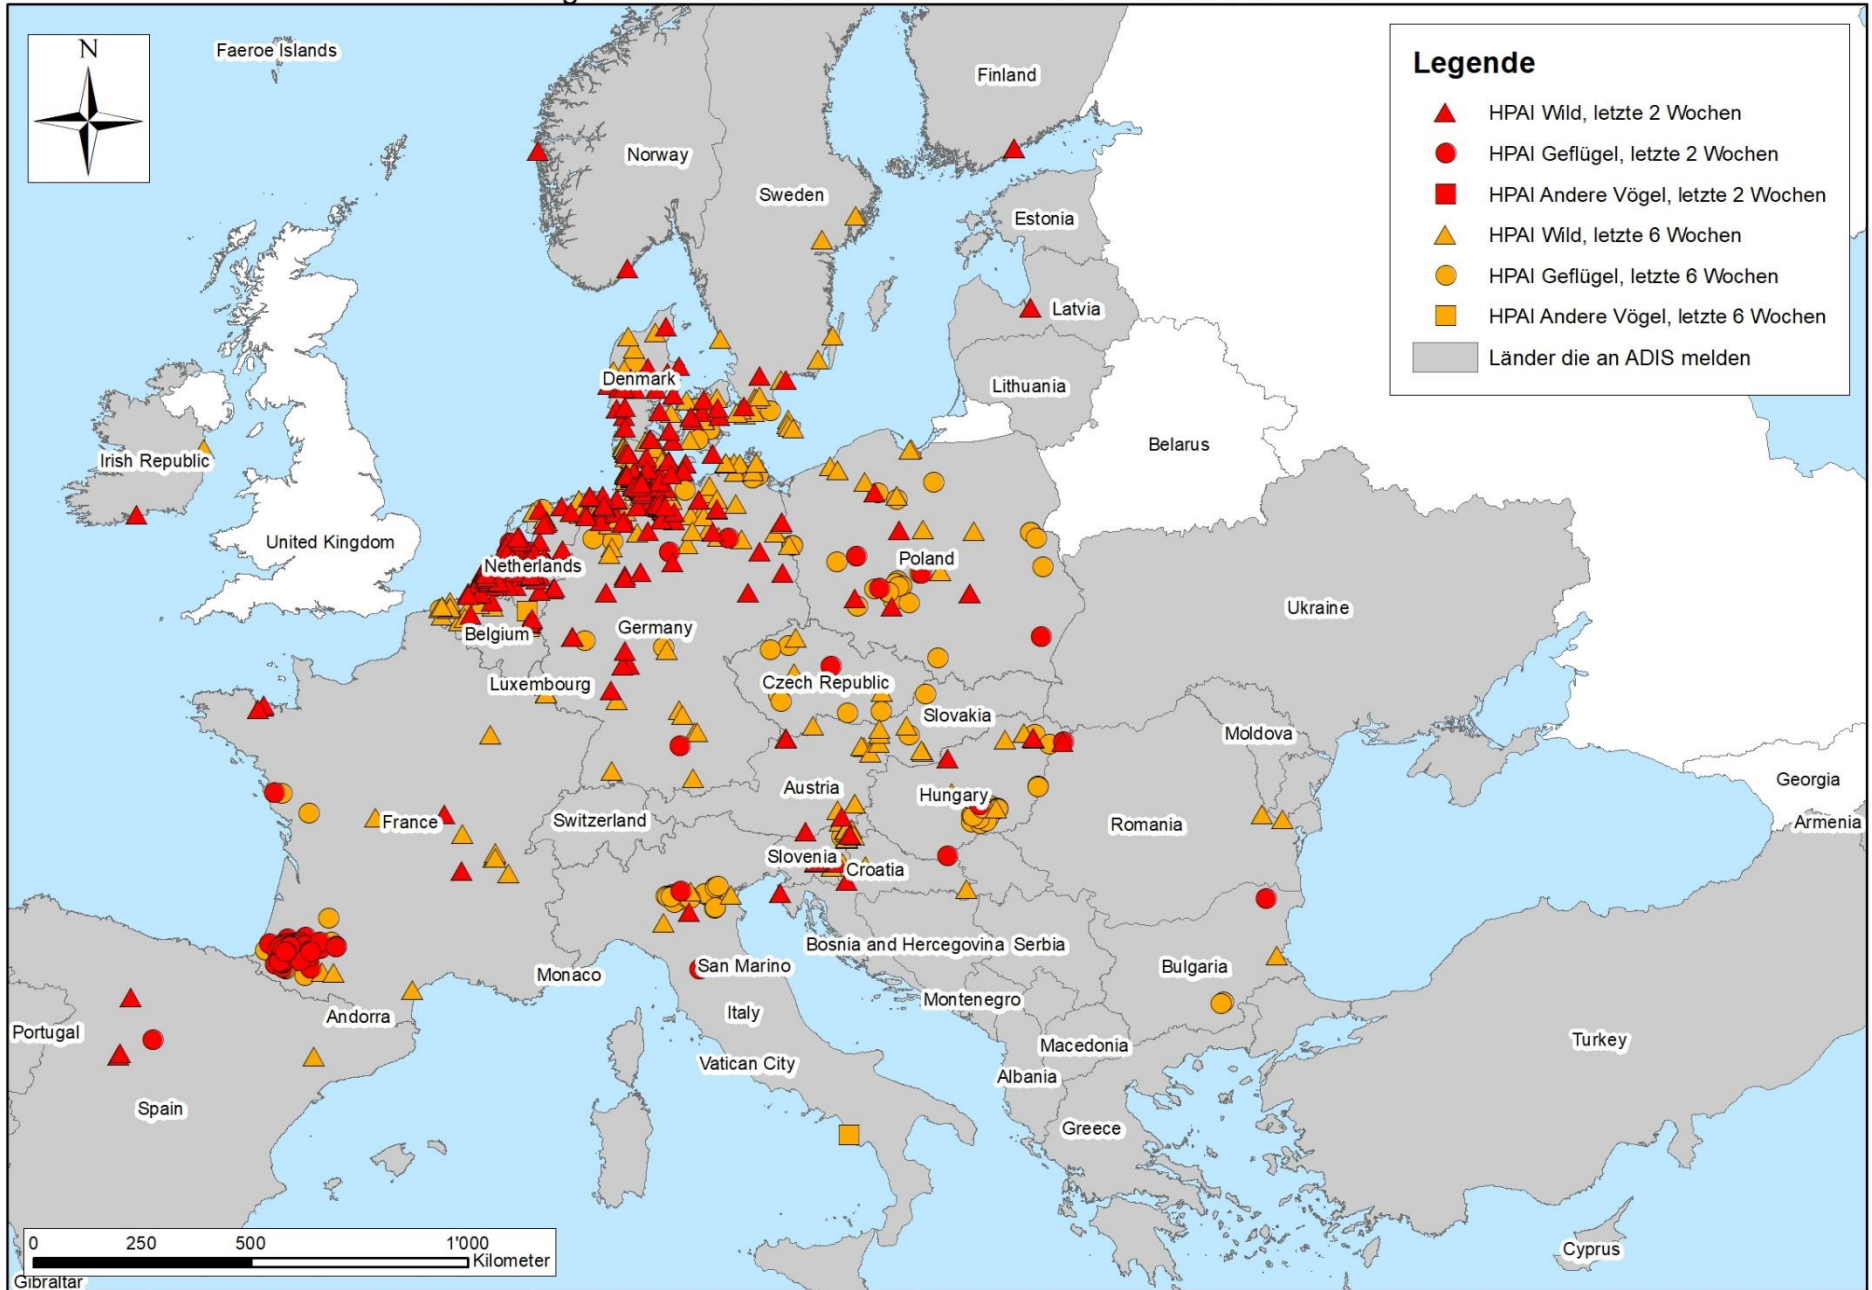 N
Faeroe Islands
Finland
Norway
Sweden
Estonia
Latvia
Lithuania
Denmark
Belarus
Irish Republic
United Kingdom
Netherlands
Poland
Ukraine
Belgium
Germany
Luxembourg
Czech Republic
Slovakia
Moldova
Georgia
Austria
Hungary
France
Switzerland
Romania
Armenia
Slovenia
Croatia
Bosnia and Hercegovina
Serbia
San Marino
Monaco
Bulgaria
Montenegro
Andorra
Italy
Portugal
Macedonia
Turkey
Vatican City
Albania
Spain
Greece
Cyprus
Gibraltar
Legende
HPAI Wild, letzte 2 Wochen
HPAI Geflügel, letzte 2 Wochen
HPAI Andere Vögel, letzte 2 Wochen
HPAI Wild, letzte 6 Wochen
HPAI Geflügel, letzte 6 Wochen
HPAI Andere Vögel, letzte 6 Wochen
Länder die an ADIS melden
0 250 500 1'000
Kilometer